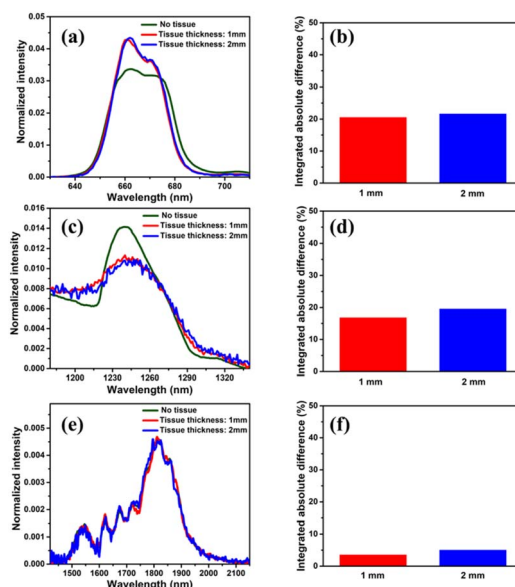 (a)
No tissue
Tissue thickness: 1mm
Tissue thickness: 2mm
Normalized intensity
0.05
0.04
0.03
0.02
0.01
0.00
640 660 680 700
Wavelength (nm)
(b)
Integrated absolute difference (%)
50
40
30
20
10
0
1 mm 2 mm
(c)
No tissue
Tissue thickness: 1mm
Tissue thickness: 2mm
Normalized intensity
0.016
0.014
0.012
0.010
0.008
0.006
0.004
0.002
0.000
1200 1230 1260 1290 1320
Wavelength (nm)
(d)
Integrated absolute difference (%)
50
40
30
20
10
0
1 mm 2 mm
(e)
No tissue
Tissue thickness: 1mm
Tissue thickness: 2mm
Normalized intensity
0.006
0.005
0.004
0.003
0.002
0.001
0.000
1500 1600 1700 1800 1900 2000 2100
Wavelength (nm)
(f)
Integrated absolute difference (%)
50
40
30
20
10
0
1 mm 2 mm